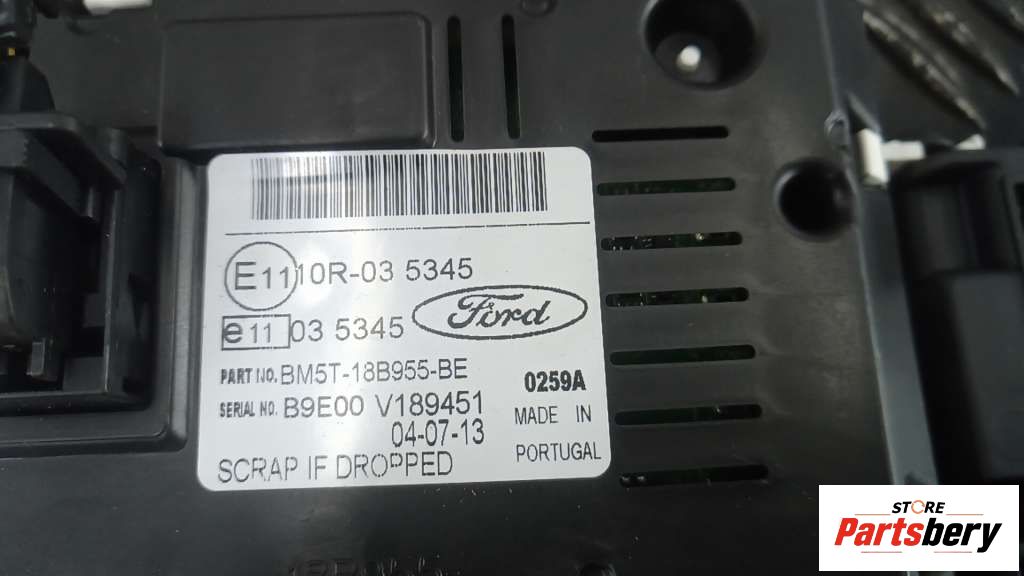 E11 10R-03 5345
e11 03 5345
Ford
PART NO. BM5T-18B955-BE
0259A
SERIAL NO. B9E00 V189451
MADE IN
04-07-13
PORTUGAL
SCRAP IF DROPPED
STORE
Partsbery